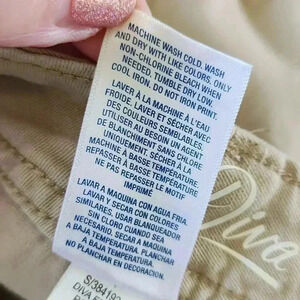 MACHINE WASH COLD. WASH
AND DRY WITH LIKE COLORS. ONLY
NON-CHLORINE BLEACH WHEN
NEEDED. TUMBLE DRY LOW.
COOL IRON. DO NOT IRON PRINT.
LAVER À LA MACHINE À L'EAU
FROIDE. LAVER ET SÉCHER AVEC
DES COULEURS SEMBLABLES.
UTILISER AU BESOIN UN AGENT
DE BLANCHIMENT SANS CHLORE
UNIQUEMENT. SÉCHER À LA
MACHINE À BASSE TEMPÉRATURE.
REPASSER À BASSE TEMPÉRATURE.
NE PAS REPASSER LE MOTIF
IMPRIMÉ
LAVAR A MAQUINA CON AGUA FRIA.
LAVAR Y SECAR CON COLORES
SIMILARES. USAR BLANQUEADOR
SIN CLORO CUANDO SEA
NECESARIO. SECAR A MAQUINA
A BAJA TEMPERATURA. PLANCHAR
A BAJA TEMPERATURA.
NO PLANCHAR EN DECORACION.
Diva
DIVA